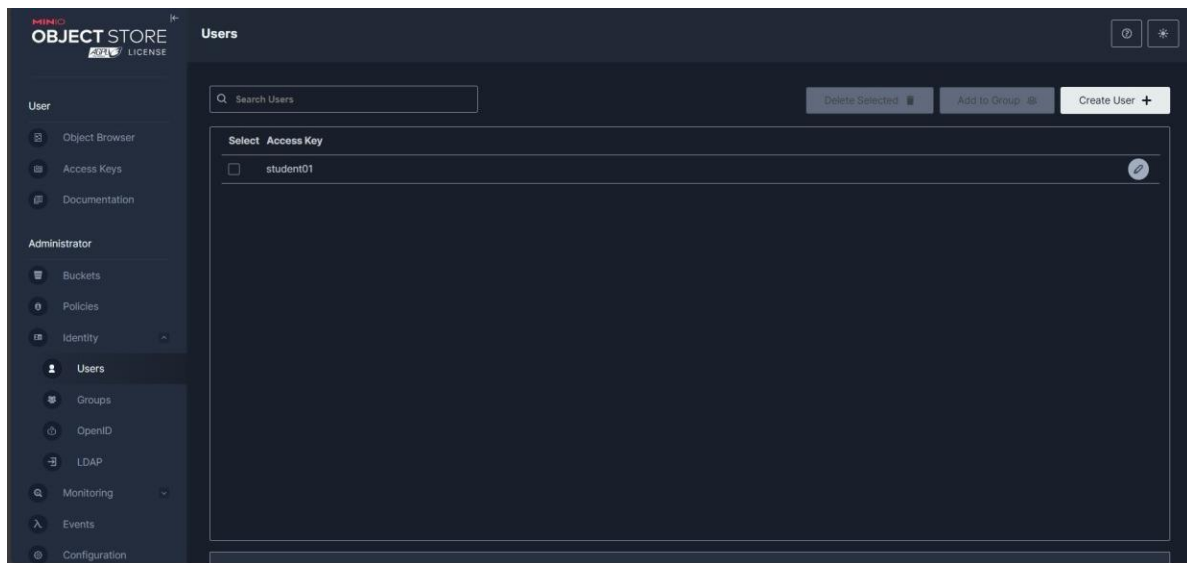 MINIO
OBJECT STORE
AGPLv3 LICENSE
User
Object Browser
Access Keys
Documentation
Administrator
Buckets
Policies
Identity
Users
Groups
OpenID
LDAP
Monitoring
Events
Configuration
Users
Search Users
Delete Selected
Add to Group
Create User +
Select Access Key
student01